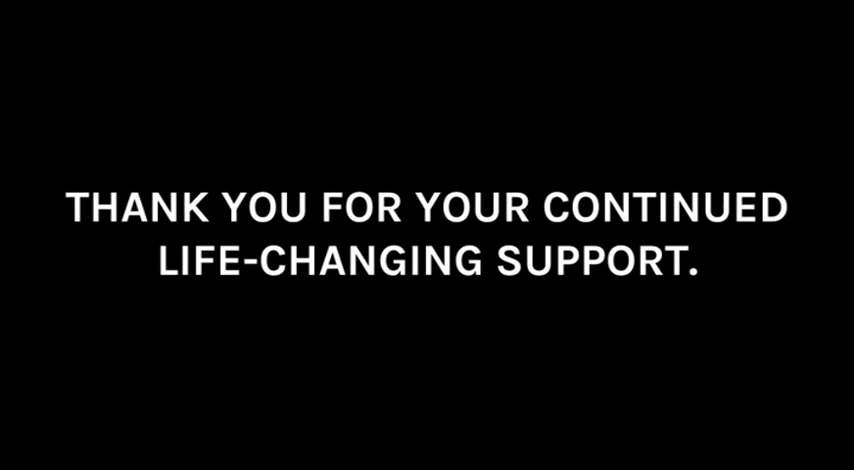 THANK YOU FOR YOUR CONTINUED
LIFE-CHANGING SUPPORT.